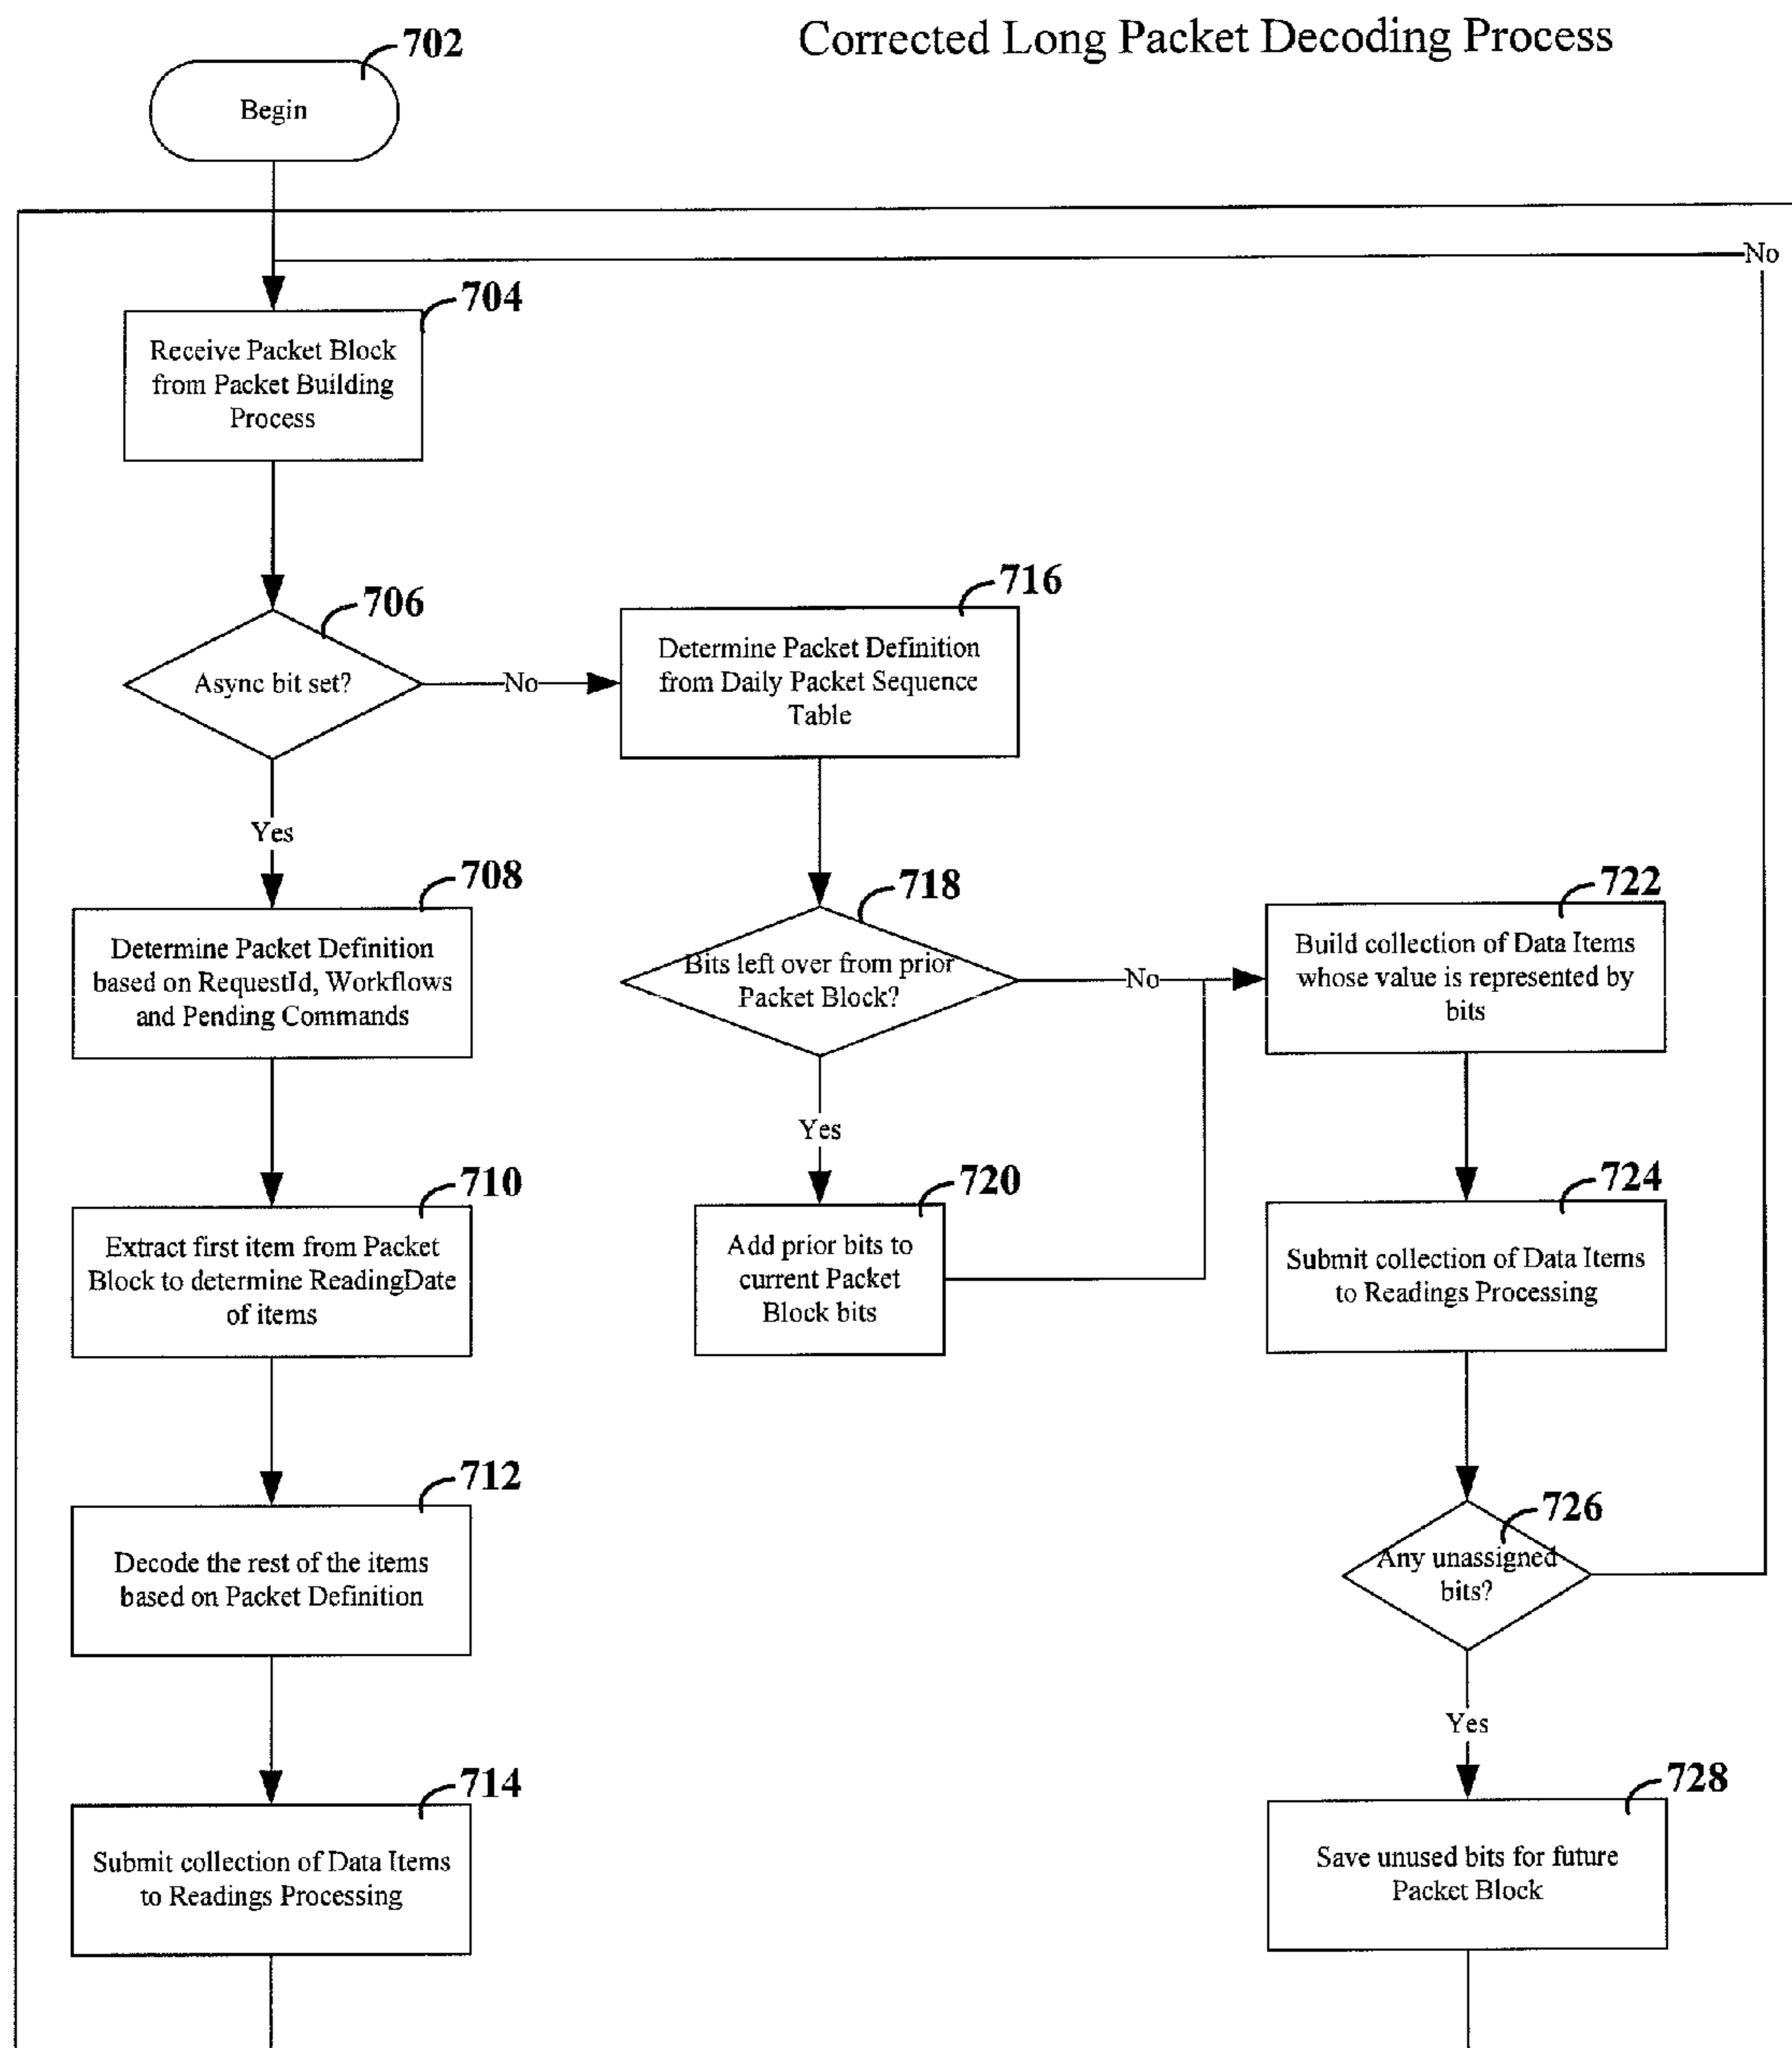 Corrected Long Packet Decoding Process
702
Begin
No
704
Receive Packet Block
from Packet Building
Process
706
Async bit set?
No
716
Determine Packet Definition
from Daily Packet Sequence
Table
Yes
708
Determine Packet Definition
based on RequestId, Workflows
and Pending Commands
718
Bits left over from prior
Packet Block?
No
722
Build collection of Data Items
whose value is represented by
bits
Yes
710
Extract first item from Packet
Block to determine ReadingDate
of items
720
Add prior bits to
current Packet
Block bits
724
Submit collection of Data Items
to Readings Processing
712
Decode the rest of the items
based on Packet Definition
726
Any unassigned
bits?
Yes
714
Submit collection of Data Items
to Readings Processing
728
Save unused bits for future
Packet Block